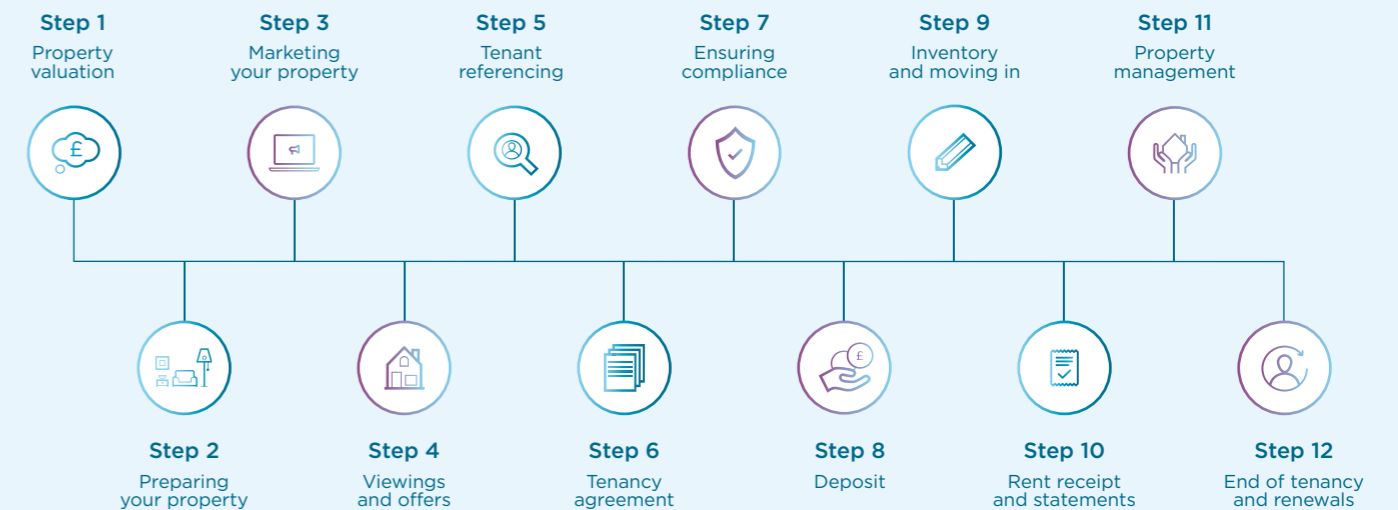 Step 1
Property
valuation
Step 3
Marketing
your property
Step 5
Tenant
referencing
Step 7
Ensuring
compliance
Step 9
Inventory
and moving in
Step 11
Property
management
£
£
Step 2
Preparing
your property
Step 4
Viewings
and offers
Step 6
Tenancy
agreement
Step 8
Deposit
Step 10
Rent receipt
and statements
Step 12
End of tenancy
and renewals